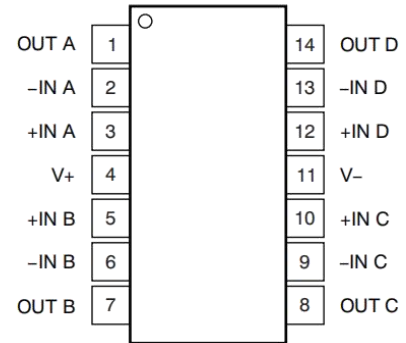 OUT A 1 14 OUT D
−IN A 2 13 −IN D
+IN A 3 12 +IN D
V+ 4 11 V−
+IN B 5 10 +IN C
−IN B 6 9 −IN C
OUT B 7 8 OUT C